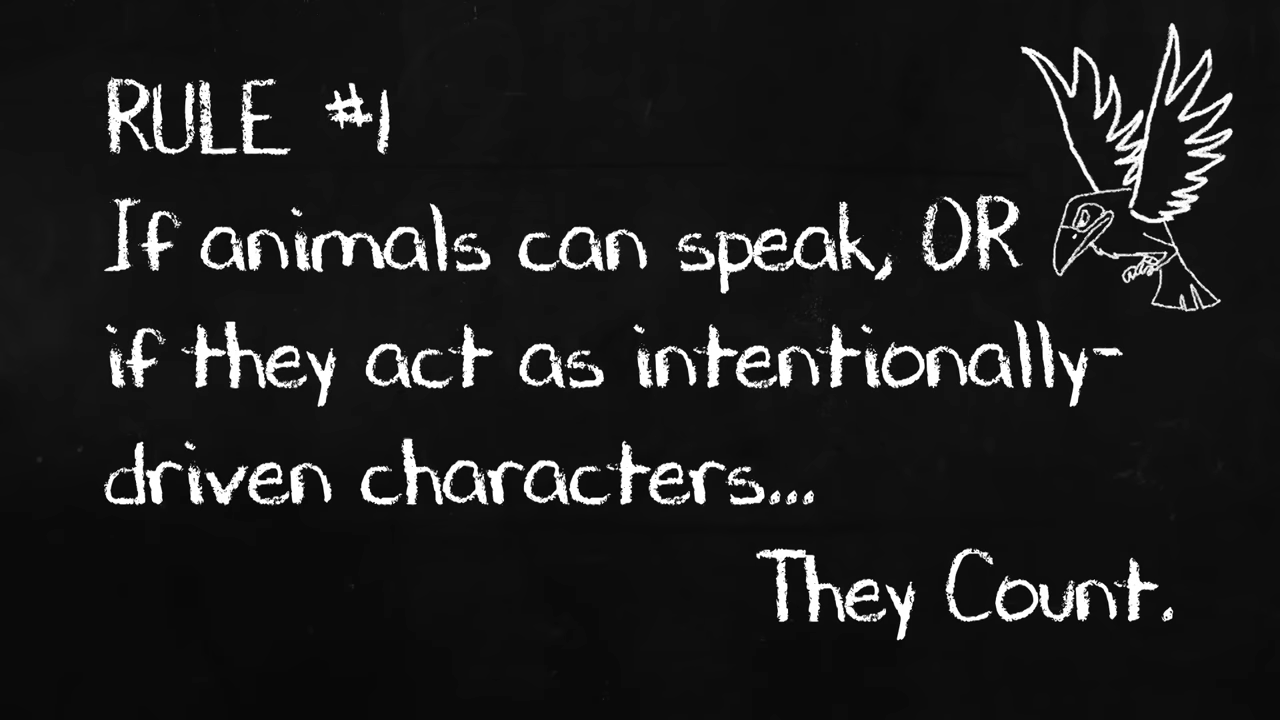 RULE #1
If animals can speak, OR
if they act as intentionally-
driven characters...
They Count.